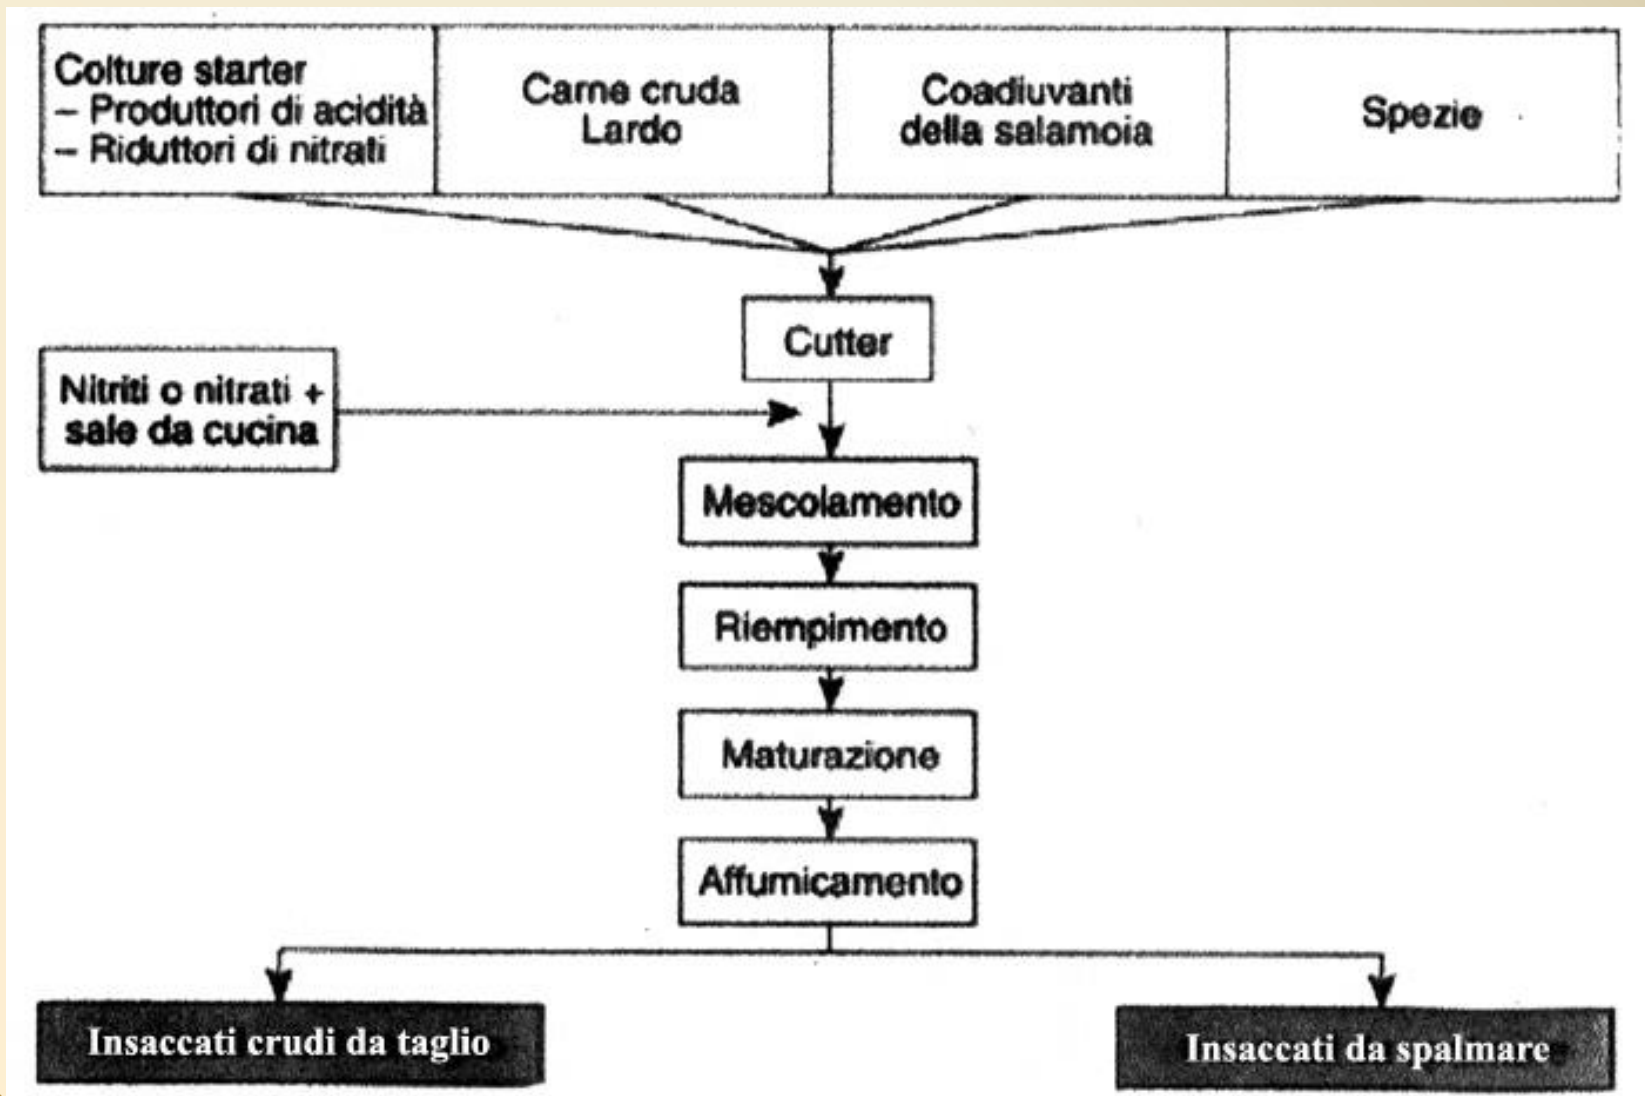 Colture starter
– Produttori di acidità
– Riduttori di nitrati
Carne cruda
Lardo
Coadiuvanti
della salamoia
Spezie
Cutter
Nitriti o nitrati +
sale da cucina
Mescolamento
Riempimento
Maturazione
Affumicamento
Insaccati crudi da taglio
Insaccati da spalmare